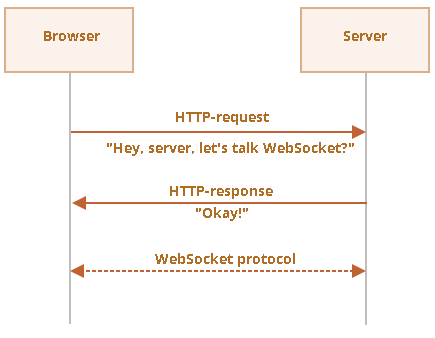 Browser
Server
HTTP-request
"Hey, server, let's talk WebSocket?"
HTTP-response
"Okay!"
WebSocket protocol